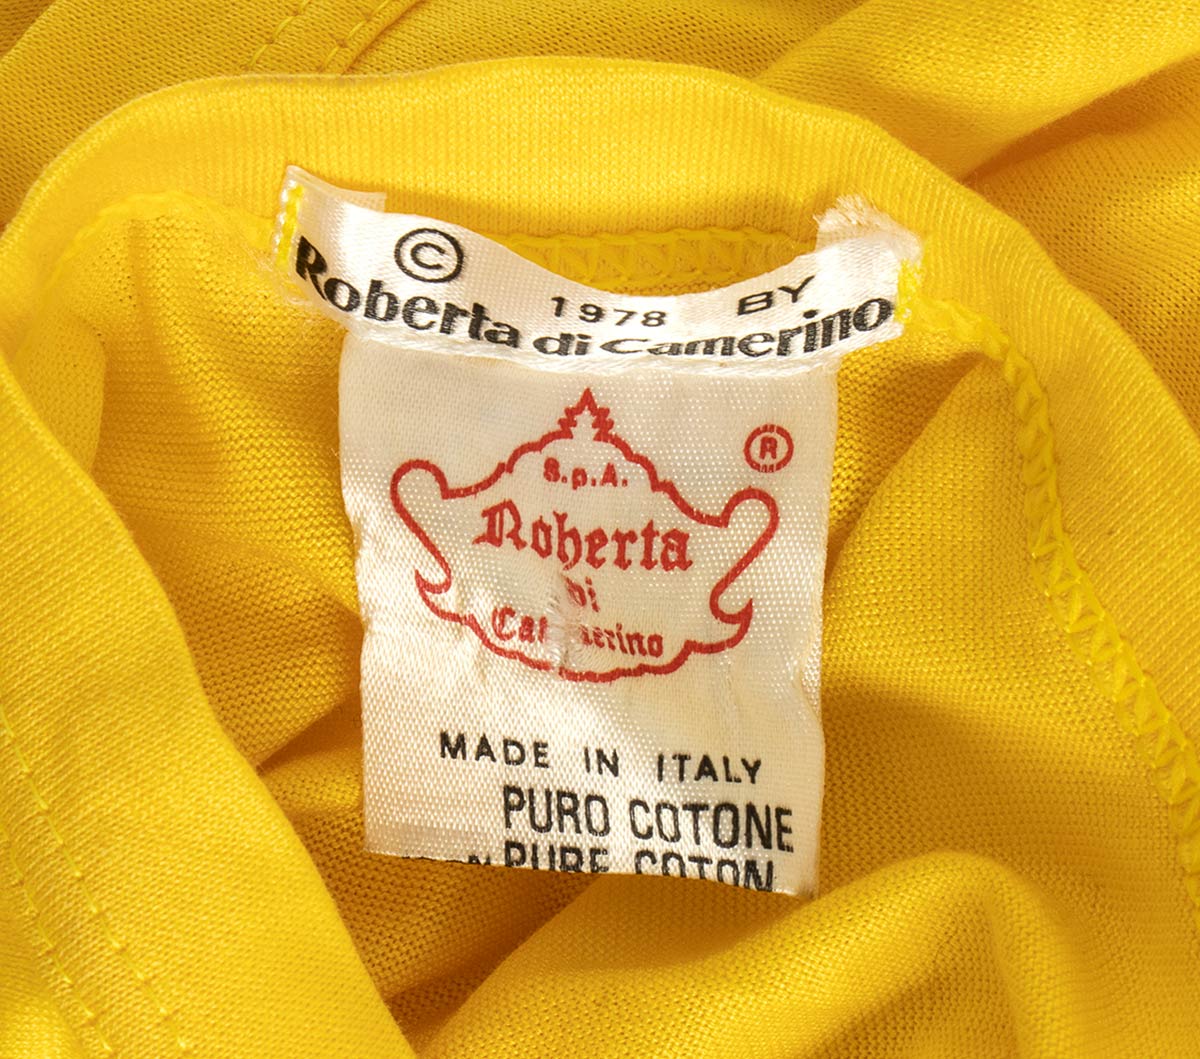 © 1978 BY
Roberta di Camerino
®
S.p.A.
Roberta
di
Camerino
MADE IN ITALY
PURO COTONE
PURE COTON